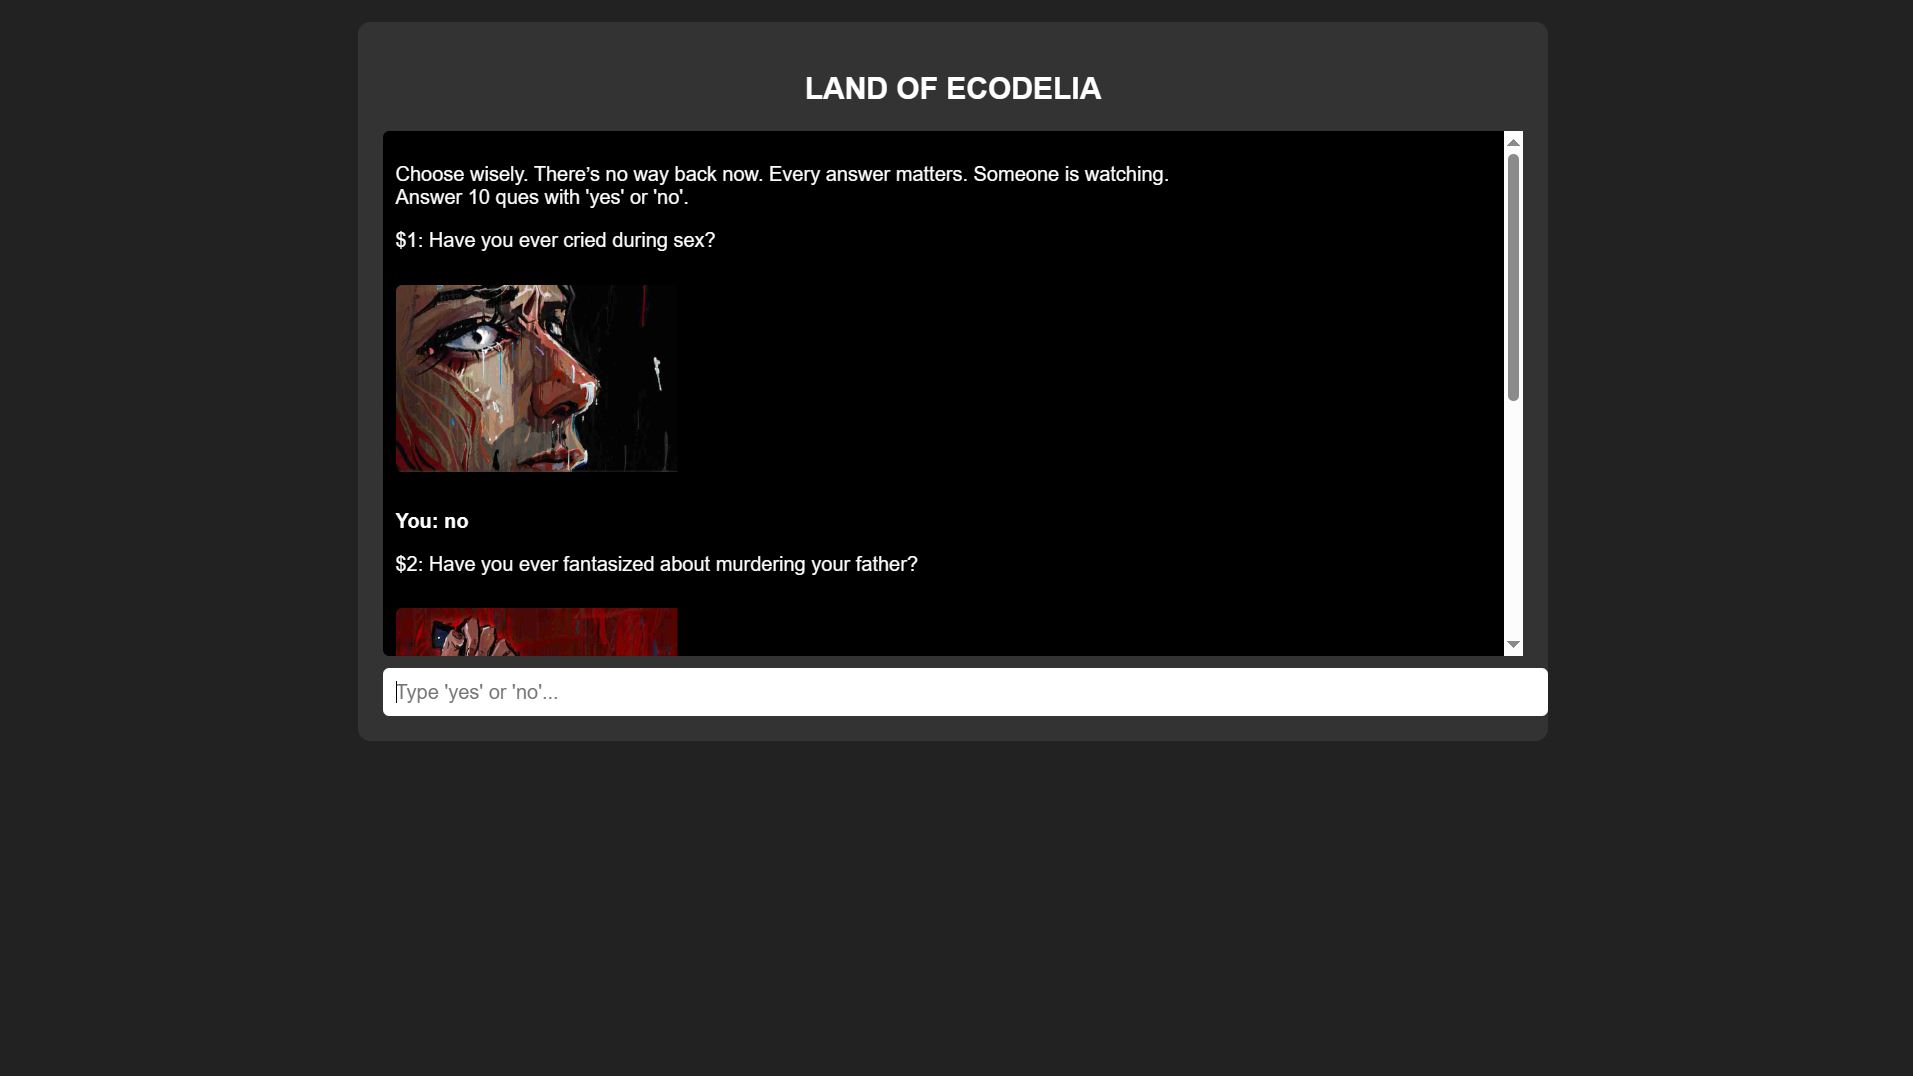 LAND OF ECODELIA
Choose wisely. There’s no way back now. Every answer matters. Someone is watching.
Answer 10 ques with 'yes' or 'no'.
$1: Have you ever cried during sex?
You: no
$2: Have you ever fantasized about murdering your father?
Type 'yes' or 'no'...